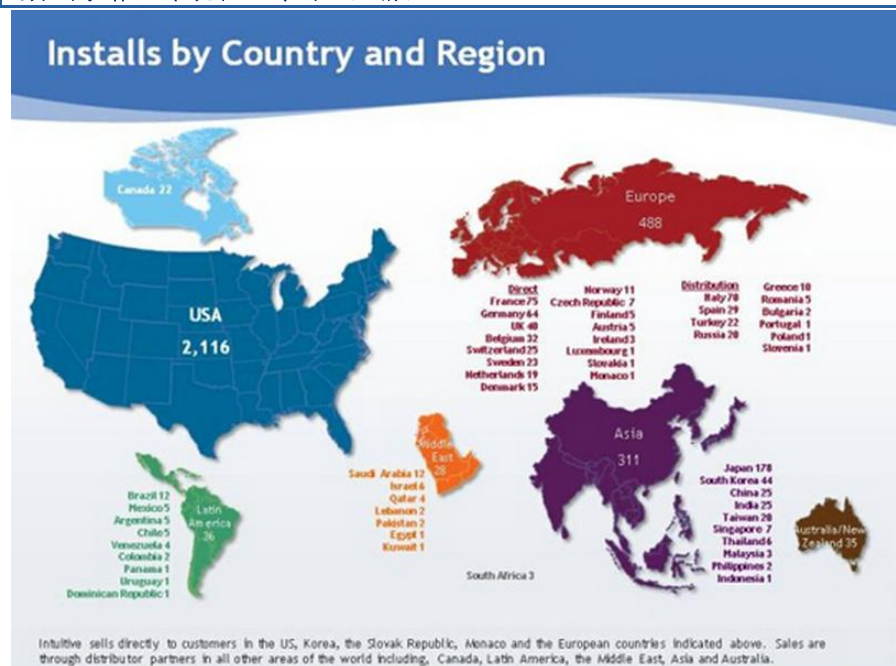 Installs by Country and Region
Canada 22
USA
2,116
Europe
488
Direct
France 75
Germany 64
UK 40
Belgium 32
Switzerland 25
Sweden 23
Netherlands 19
Denmark 15
Norway 11
Czech Republic 7
Finland 5
Austria 5
Ireland 3
Luxembourg 1
Slovakia 1
Monaco 1
Distribution
Italy 70
Spain 29
Turkey 22
Russia 20
Greece 10
Romania 5
Bulgaria 2
Portugal 1
Poland 1
Slovenia 1
Latin
America
36
Brazil 12
Mexico 5
Argentina 5
Chile 5
Venezuela 4
Colombia 2
Panama 1
Uruguay 1
Dominican Republic 1
Middle
East
28
Saudi Arabia 12
Israel 6
Qatar 4
Lebanon 2
Pakistan 2
Egypt 1
Kuwait 1
Asia
311
Japan 178
South Korea 44
China 25
India 25
Taiwan 20
Singapore 7
Thailand 6
Malaysia 3
Philippines 2
Indonesia 1
Australia/New
Zealand 35
South Africa 3
Intuitive sells directly to customers in the US, Korea, the Slovak Republic, Monaco and the European countries indicated above. Sales are
through distributor partners in all other areas of the world including, Canada, Latin America, the Middle East, Asia and Australia.